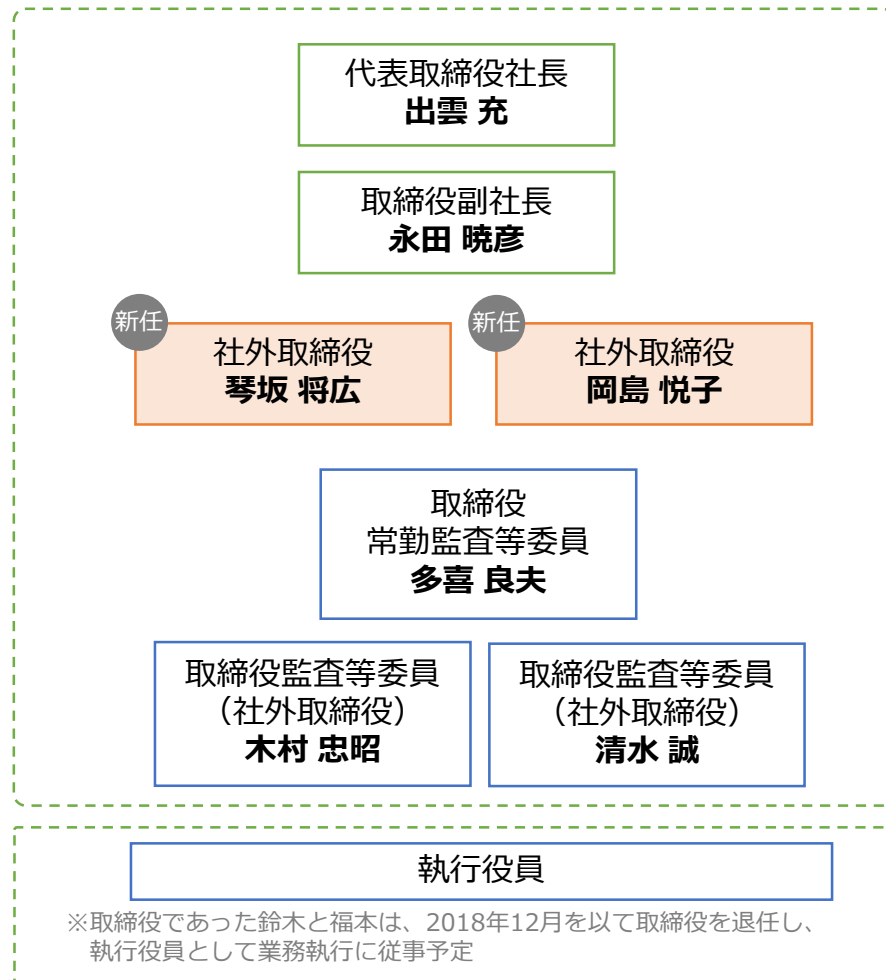 代表取締役社長
出雲 充
取締役副社長
永田 暁彦
新任
社外取締役
琴坂 将広
新任
社外取締役
岡島 悦子
取締役
常勤監査等委員
多喜 良夫
取締役監査等委員
（社外取締役）
木村 忠昭
取締役監査等委員
（社外取締役）
清水 誠
執行役員
※取締役であった鈴木と福本は、2018年12月を以て取締役を退任し、
執行役員として業務執行に従事予定